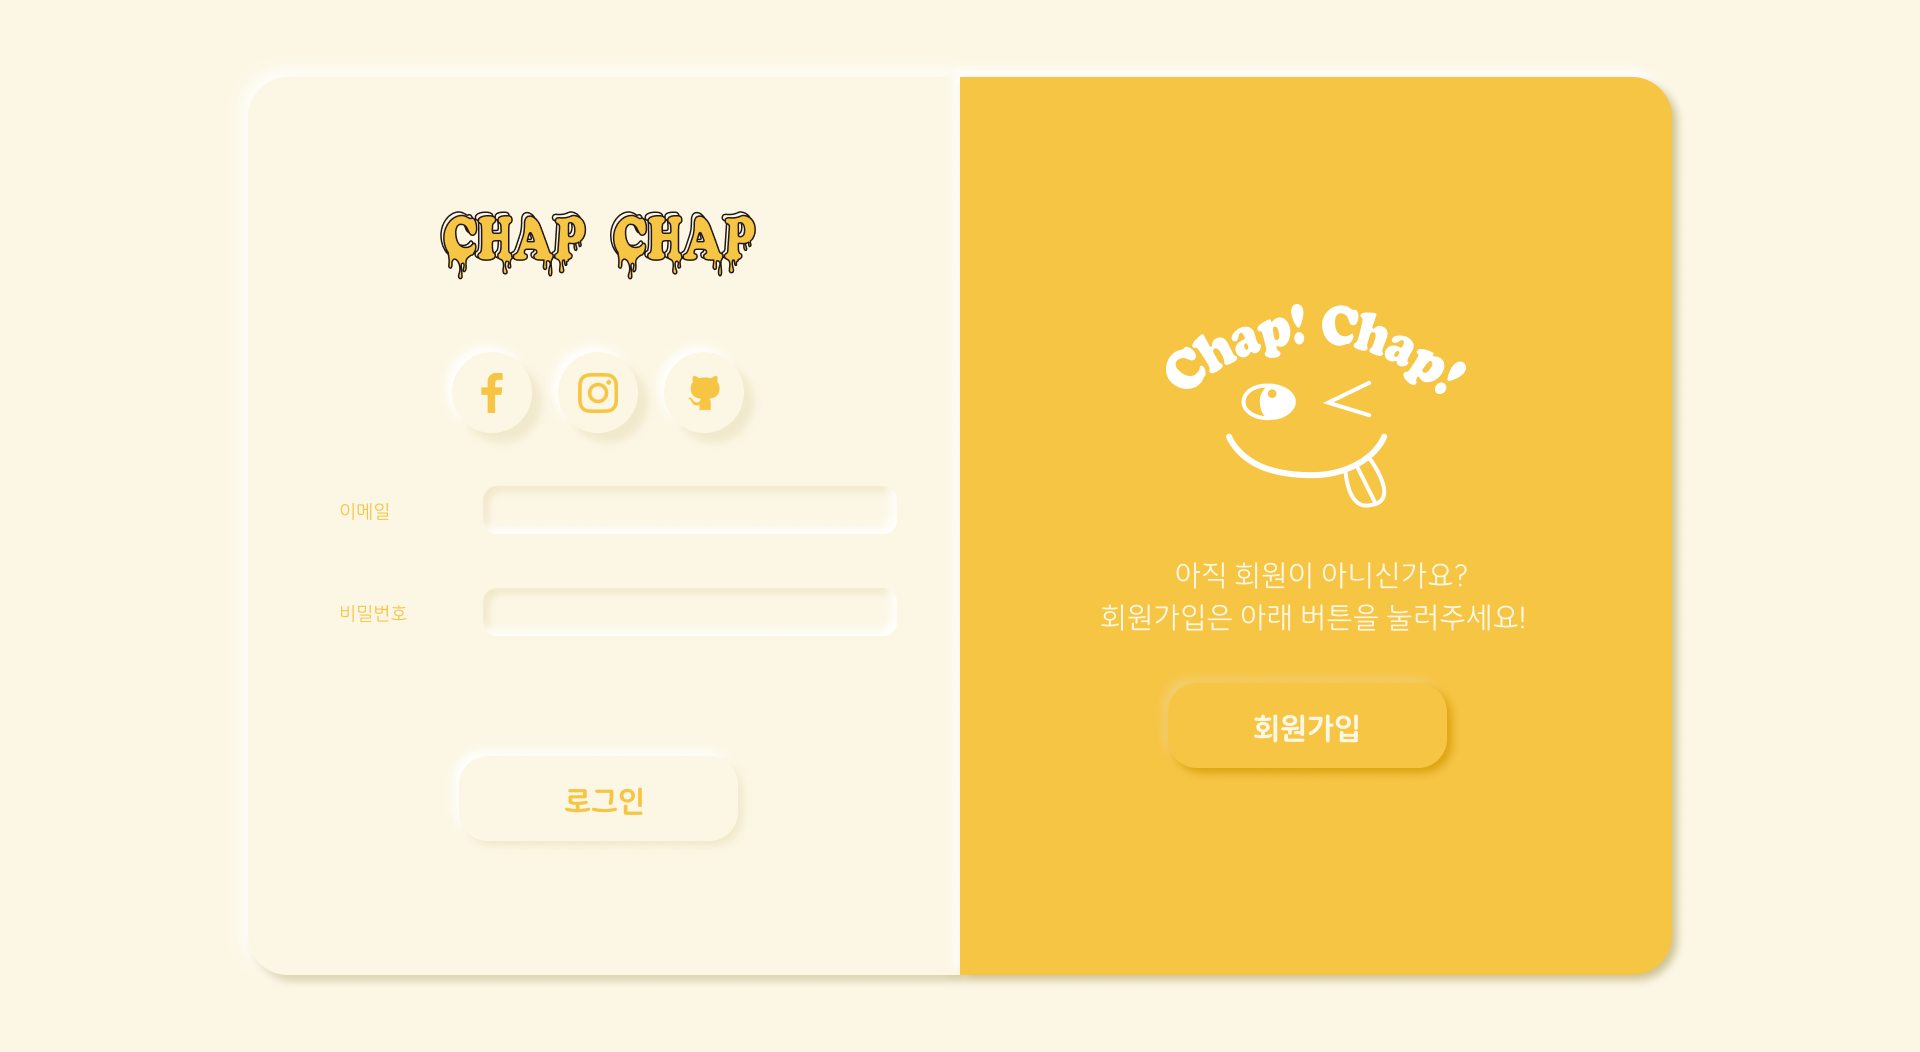 CHAP CHAP
이메일
비밀번호
로그인
Chap! Chap!
아직 회원이 아니신가요?
회원가입은 아래 버튼을 눌러주세요!
회원가입